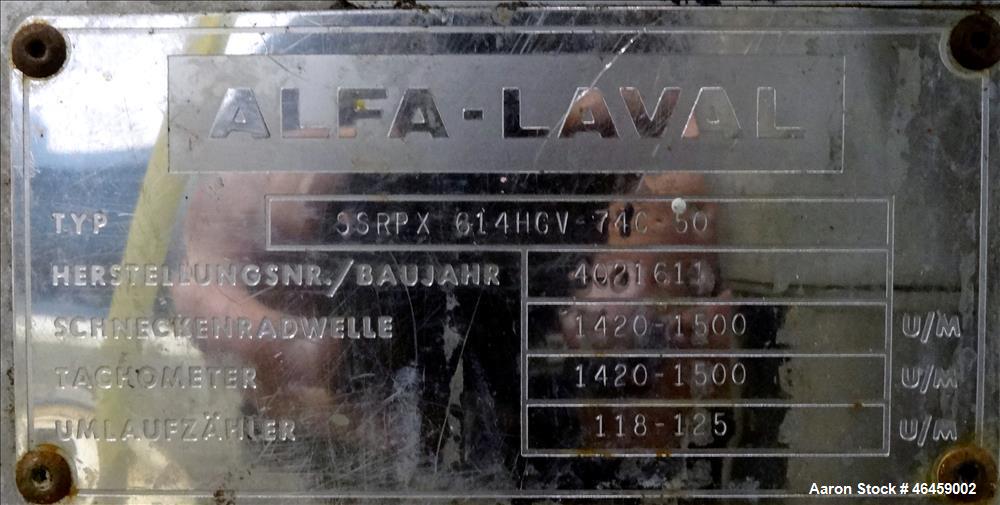 ALFA-LAVAL
TYP SSRPX 614HGV-74C-50
HERSTELLUNGSNR./BAUJAHR 4021611
SCHNECKENRADWELLE 1420-1500 U/M
TACHOMETER 1420-1500 U/M
UMLAUFZÄHLER 118-125 U/M
Aaron Stock # 46459002